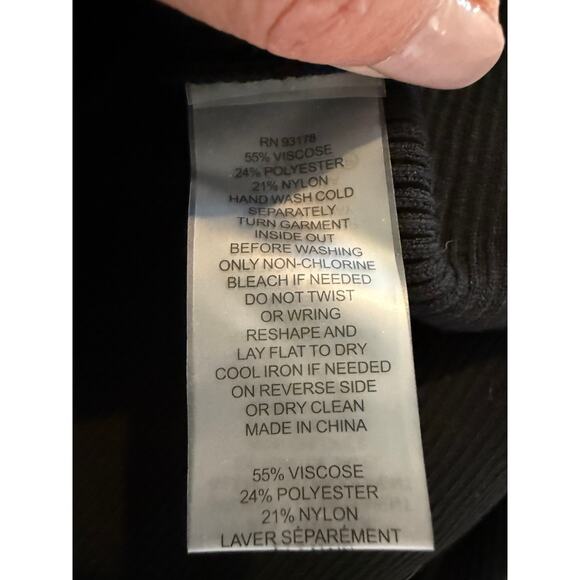 RN 93178
55% VISCOSE
24% POLYESTER
21% NYLON
HAND WASH COLD
SEPARATELY
TURN GARMENT
INSIDE OUT
BEFORE WASHING
ONLY NON-CHLORINE
BLEACH IF NEEDED
DO NOT TWIST
OR WRING
RESHAPE AND
LAY FLAT TO DRY
COOL IRON IF NEEDED
ON REVERSE SIDE
OR DRY CLEAN
MADE IN CHINA
55% VISCOSE
24% POLYESTER
21% NYLON
LAVER SÉPARÉMENT